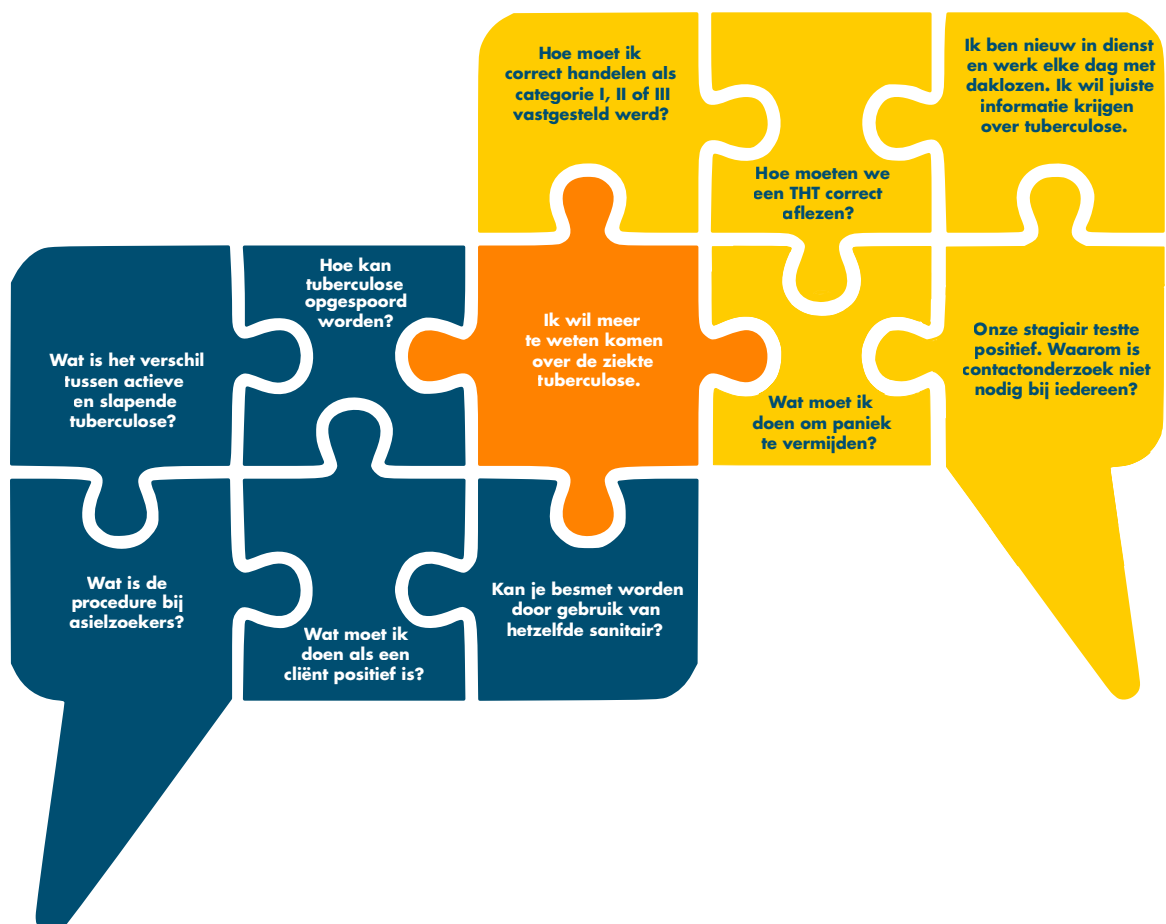 Hoe moet ik
correct handelen als
categorie I, II of III
vastgesteld werd?
Hoe moeten we
een THT correct
aflezen?
Ik ben nieuw in dienst
en werk elke dag met
daklozen. Ik wil juiste
informatie krijgen
over tuberculose.
Wat is het verschil
tussen actieve
en slapende
tuberculose?
Hoe kan
tuberculose
opgespoord
worden?
Ik wil meer
te weten komen
over de ziekte
tuberculose.
Wat moet ik
doen om paniek
te vermijden?
Onze stagiair testte
positief. Waarom is
contactonderzoek niet
nodig bij iedereen?
Wat is de
procedure bij
asielzoekers?
Wat moet ik
doen als een
cliënt positief is?
Kan je besmet worden
door gebruik van
hetzelfde sanitair?